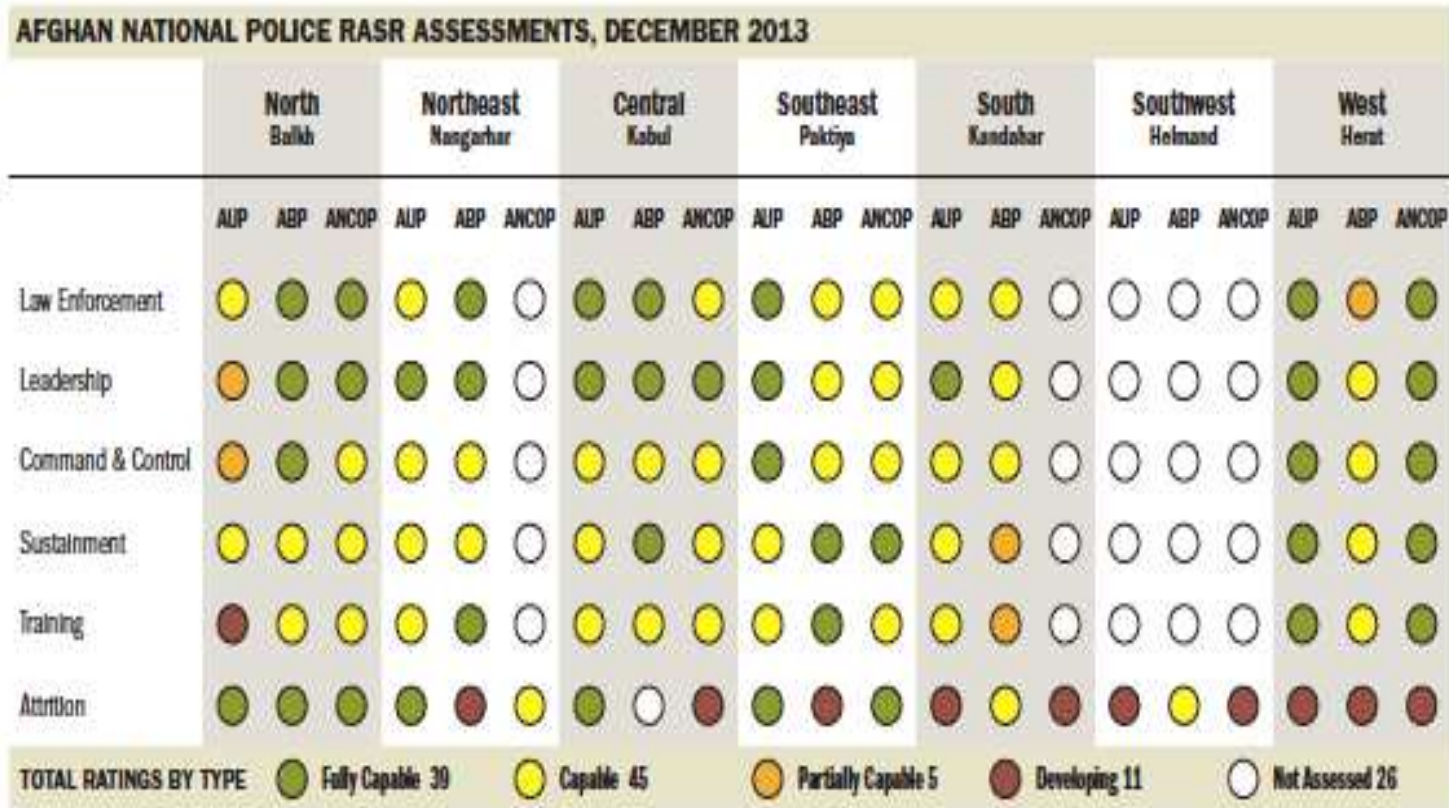 AFGHAN NATIONAL POLICE RASR ASSESSMENTS, DECEMBER 2013
North Northeast Central Southeast South Southwest West
Balkh Nangarhar Kabul Paktiya Kandahar Helmand Herat
AUP ABP ANCOP AUP ABP ANCOP AUP ABP ANCOP AUP ABP ANCOP AUP ABP ANCOP AUP ABP ANCOP AUP ABP ANCOP
Law Enforcement
Leadership
Command & Control
Sustainment
Training
Attrition
TOTAL RATINGS BY TYPE Fully Capable 39 Capable 45 Partially Capable 5 Developing 11 Not Assessed 26